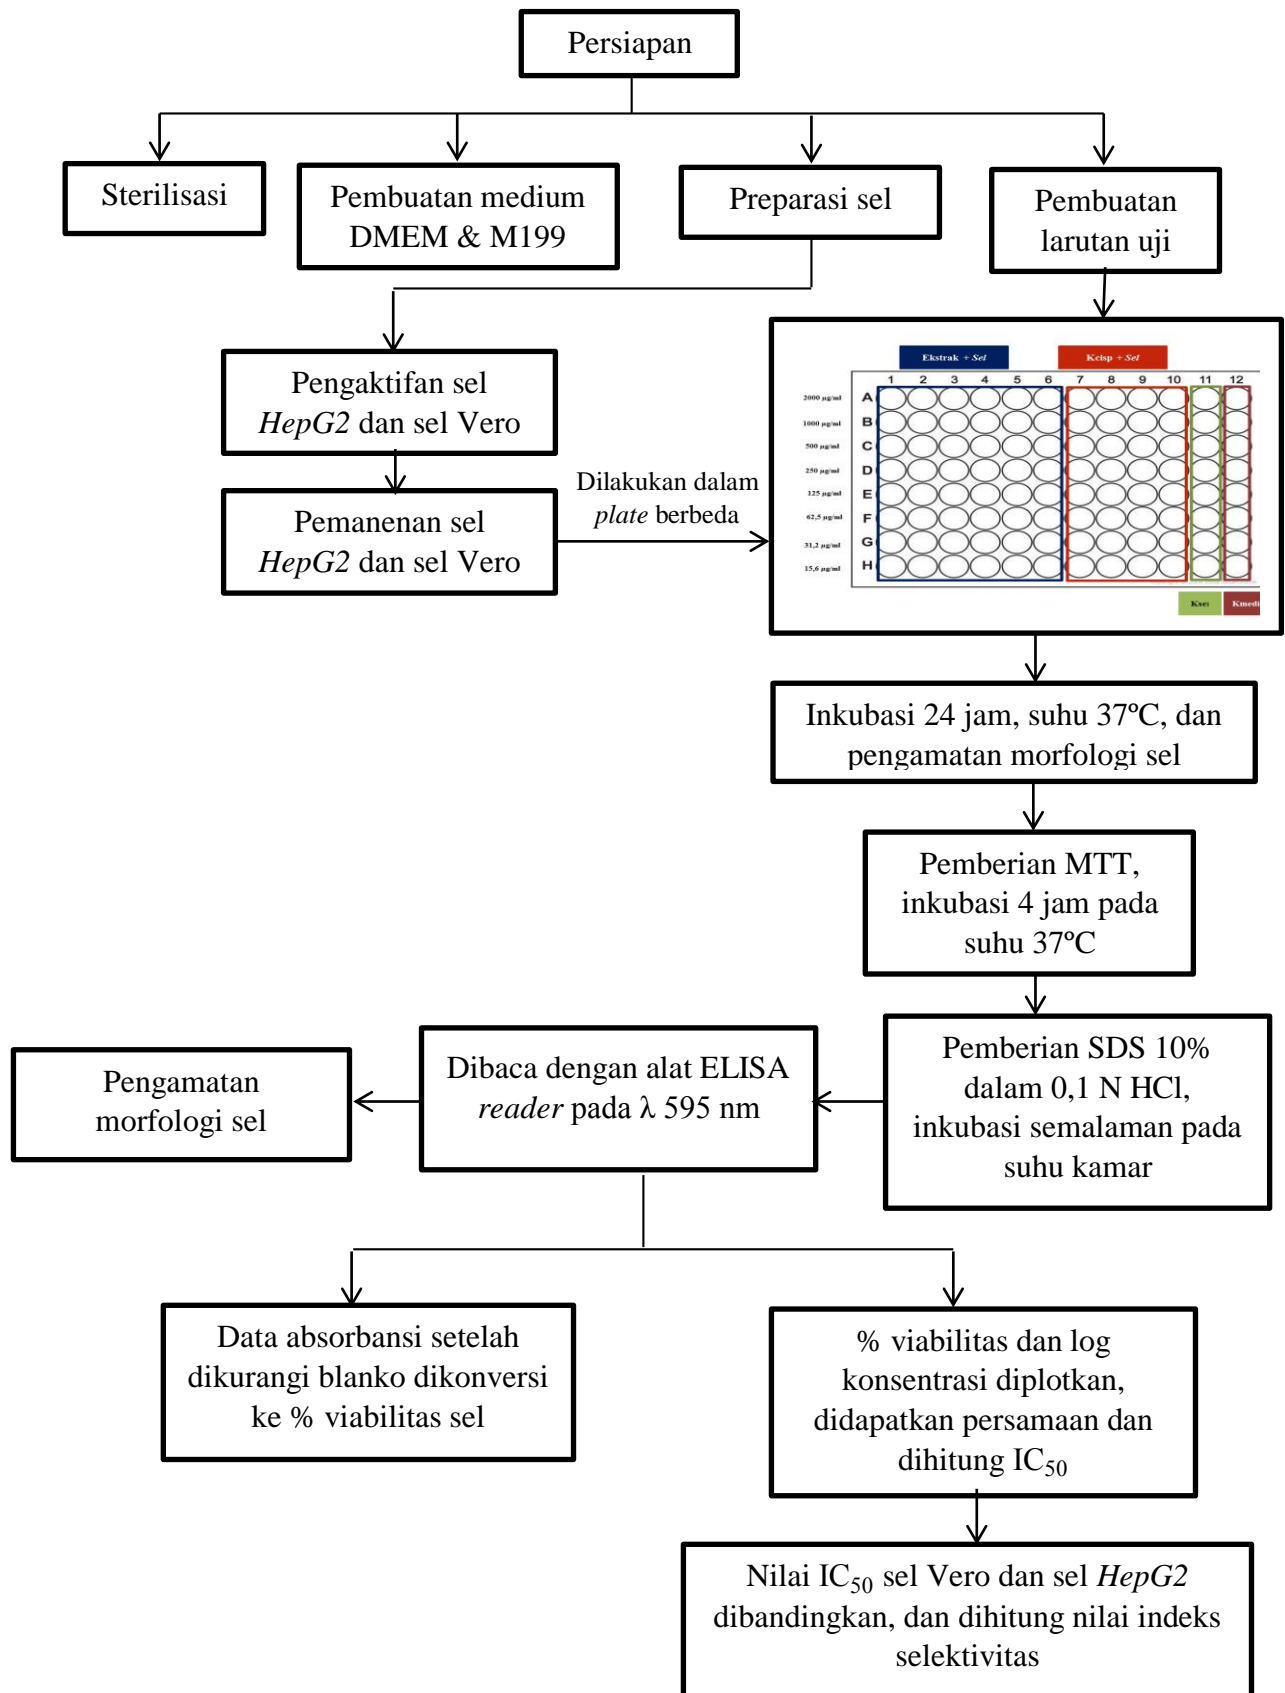 Persiapan
Sterilisasi
Pembuatan medium
DMEM & M199
Preparasi sel
Pembuatan
larutan uji
Pengaktifan sel
HepG2 dan sel Vero
Pemanenan sel
HepG2 dan sel Vero
Dilakukan dalam
plate berbeda
Ekstrak + Sel
Kcisp + Sel
1 2 3 4 5 6 7 8 9 10 11 12
2000 µg/ml A
1000 µg/ml B
500 µg/ml C
250 µg/ml D
125 µg/ml E
62,5 µg/ml F
31,2 µg/ml G
15,6 µg/ml H
Ksel
Kmedi
Inkubasi 24 jam, suhu 37ºC, dan
pengamatan morfologi sel
Pemberian MTT,
inkubasi 4 jam pada
suhu 37ºC
Pemberian SDS 10%
dalam 0,1 N HCl,
inkubasi semalaman pada
suhu kamar
Dibaca dengan alat ELISA
reader pada λ 595 nm
Pengamatan
morfologi sel
Data absorbansi setelah
dikurangi blanko dikonversi
ke % viabilitas sel
% viabilitas dan log
konsentrasi diplotkan,
didapatkan persamaan dan
dihitung IC50
Nilai IC50 sel Vero dan sel HepG2
dibandingkan, dan dihitung nilai indeks
selektivitas